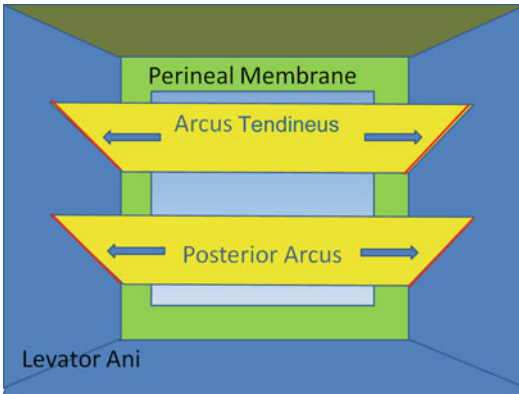 Perineal Membrane
Arcus Tendineus
Posterior Arcus
Levator Ani